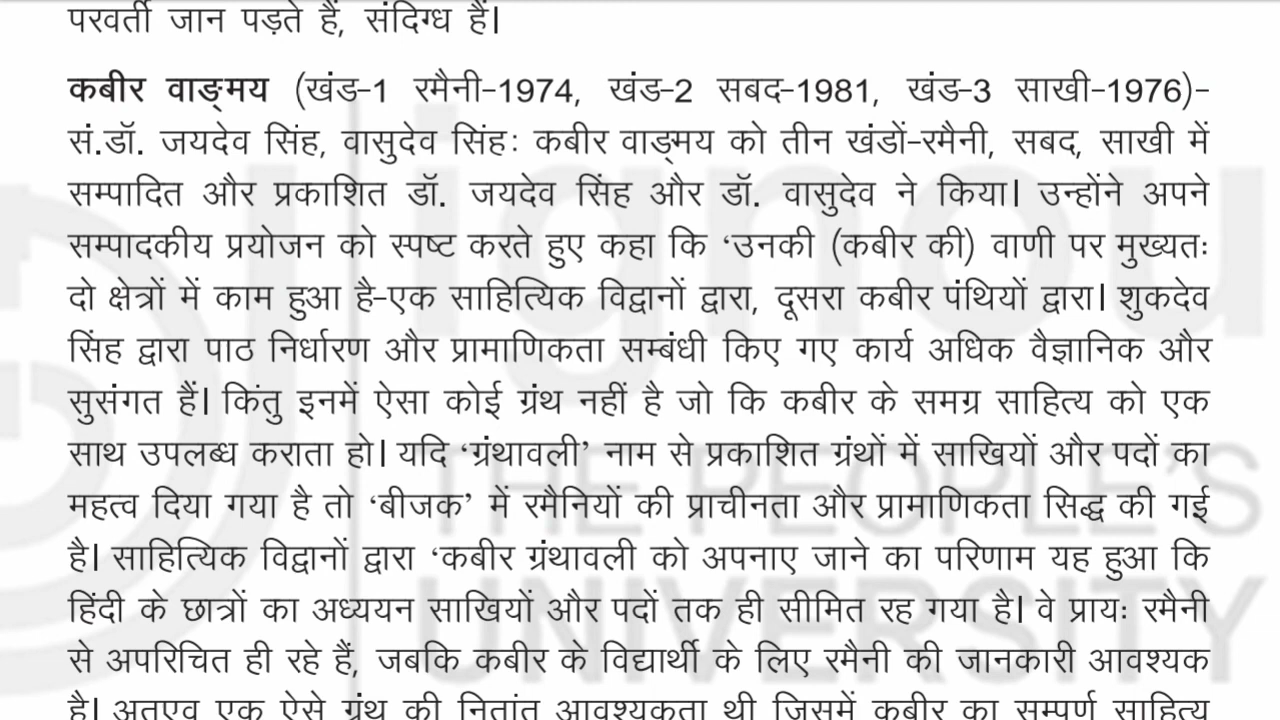 परवर्ती जान पड़ते हैं, संदिग्ध हैं।
कबीर वाङ्मय (खंड-1 रमैनी-1974, खंड-2 सबद-1981, खंड-3 साखी-1976)-
सं.डॉ. जयदेव सिंह, वासुदेव सिंहः कबीर वाङ्मय को तीन खंडों-रमैनी, सबद, साखी में
सम्पादित और प्रकाशित डॉ. जयदेव सिंह और डॉ. वासुदेव ने किया। उन्होंने अपने
सम्पादकीय प्रयोजन को स्पष्ट करते हुए कहा कि ‘उनकी (कबीर की) वाणी पर मुख्यतः
दो क्षेत्रों में काम हुआ है-एक साहित्यिक विद्वानों द्वारा, दूसरा कबीर पंथियों द्वारा। शुकदेव
सिंह द्वारा पाठ निर्धारण और प्रामाणिकता सम्बंधी किए गए कार्य अधिक वैज्ञानिक और
सुसंगत हैं। किंतु इनमें ऐसा कोई ग्रंथ नहीं है जो कि कबीर के समग्र साहित्य को एक
साथ उपलब्ध कराता हो। यदि ‘ग्रंथावली’ नाम से प्रकाशित ग्रंथों में साखियों और पदों का
महत्व दिया गया है तो ‘बीजक’ में रमैनियों की प्राचीनता और प्रामाणिकता सिद्ध की गई
है। साहित्यिक विद्वानों द्वारा ‘कबीर ग्रंथावली को अपनाए जाने का परिणाम यह हुआ कि
हिंदी के छात्रों का अध्ययन साखियों और पदों तक ही सीमित रह गया है। वे प्रायः रमैनी
से अपरिचित ही रहे हैं, जबकि कबीर के विद्यार्थी के लिए रमैनी की जानकारी आवश्यक
है। अतएव एक ऐसे ग्रंथ की नितांत आवश्यकता थी जिसमें कबीर का सम्पूर्ण साहित्य
ignou
THE PEOPLE'S
UNIVERSITY